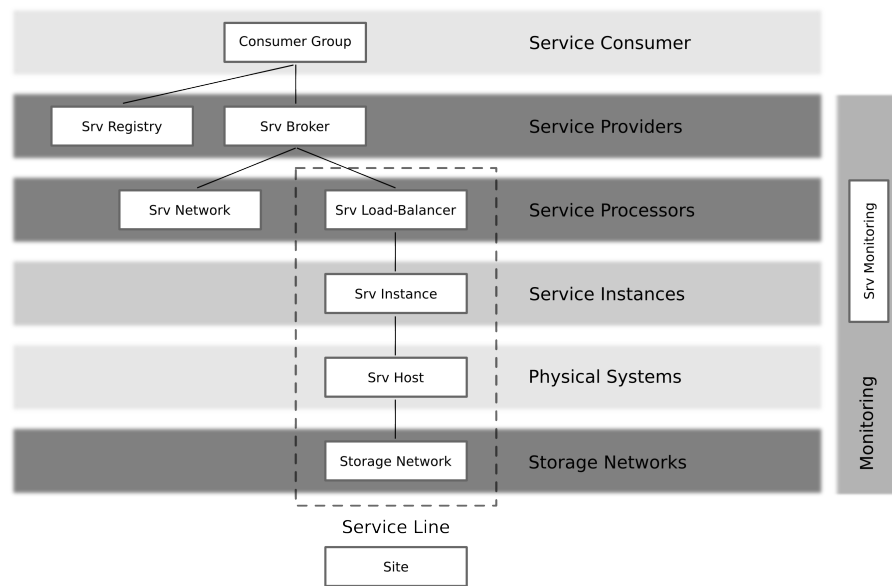 Consumer Group
Service Consumer
Srv Registry
Srv Broker
Service Providers
Srv Network
Srv Load-Balancer
Service Processors
Srv Instance
Service Instances
Srv Host
Physical Systems
Storage Network
Storage Networks
Srv Monitoring
Monitoring
Service Line
Site